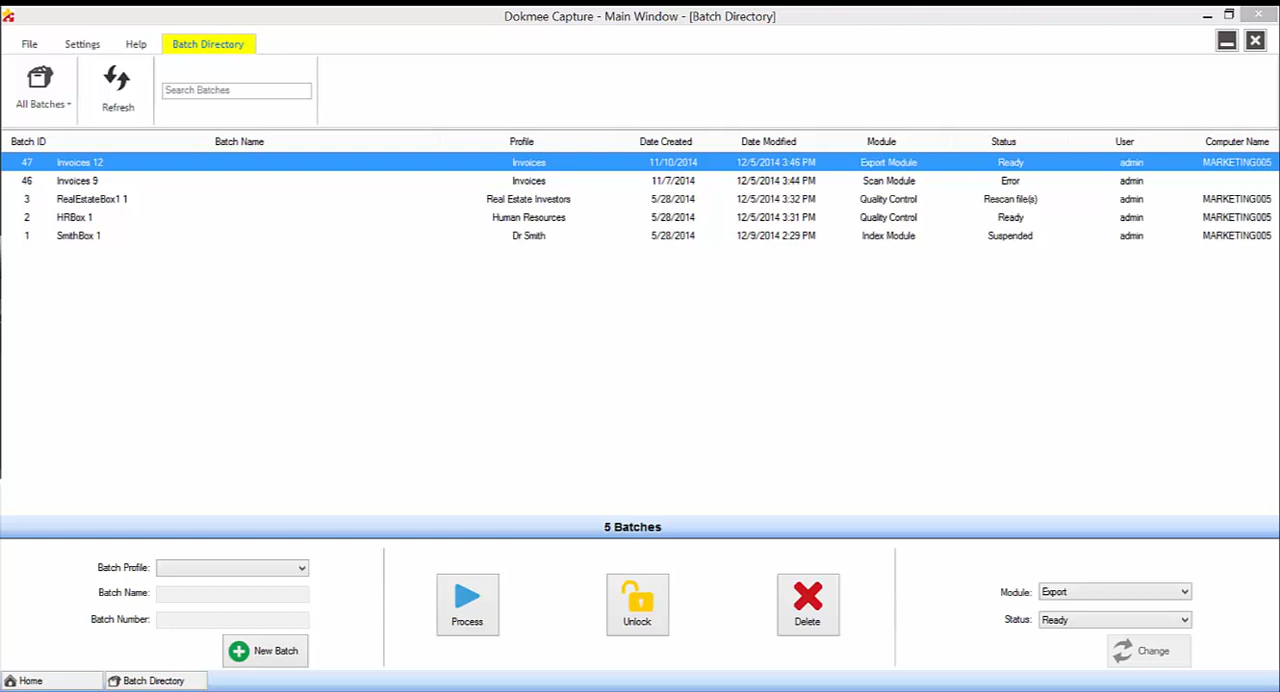 Dokmee Capture - Main Window - [Batch Directory]
File Settings Help Batch Directory
All Batches Refresh Search Batches
Batch ID Batch Name Profile Date Created Date Modified Module Status User Computer Name
47 Invoices 12 Invoices 11/10/2014 12/5/2014 3:46 PM Export Module Ready admin MARKETING005
46 Invoices 9 Invoices 11/7/2014 12/5/2014 3:44 PM Scan Module Error admin
3 RealEstateBox1 1 Real Estate Investors 5/28/2014 12/5/2014 3:32 PM Quality Control Rescan file(s) admin MARKETING005
2 HRBox 1 Human Resources 5/28/2014 12/5/2014 3:31 PM Quality Control Ready admin MARKETING005
1 SmithBox 1 Dr Smith 5/28/2014 12/9/2014 2:29 PM Index Module Suspended admin MARKETING005
5 Batches
Batch Profile:
Batch Name:
Batch Number:
New Batch
Process Unlock Delete
Module: Export
Status: Ready
Change
Home Batch Directory